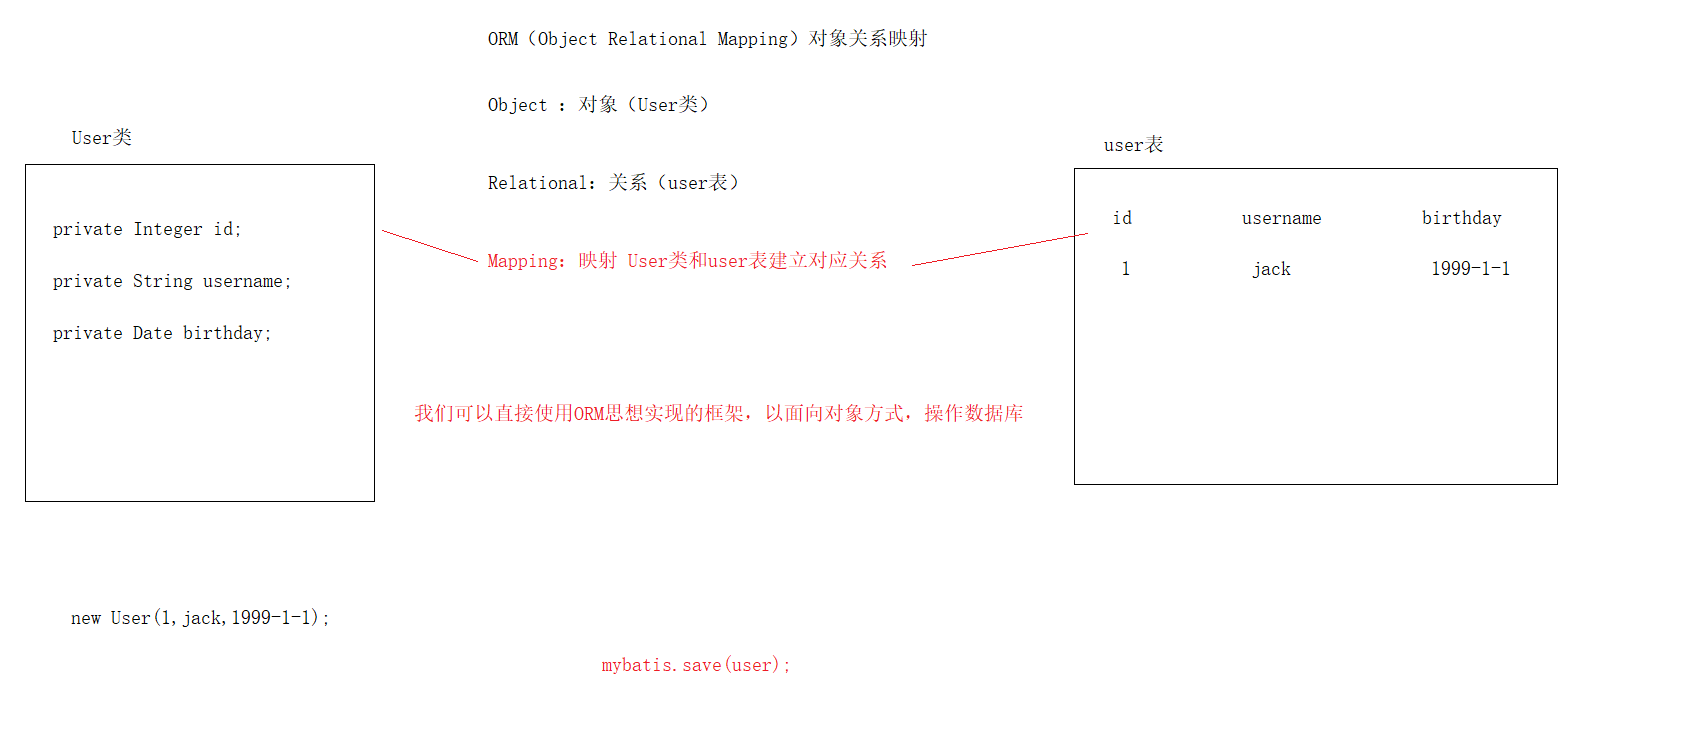 ORM（Object Relational Mapping）对象关系映射
Object ：对象（User类）
User类
user表
Relational：关系（user表）
private Integer id;
private String username;
private Date birthday;
Mapping：映射 User类和user表建立对应关系
id username birthday
1 jack 1999-1-1
我们可以直接使用ORM思想实现的框架，以面向对象方式，操作数据库
new User(1,jack,1999-1-1);
mybatis.save(user);